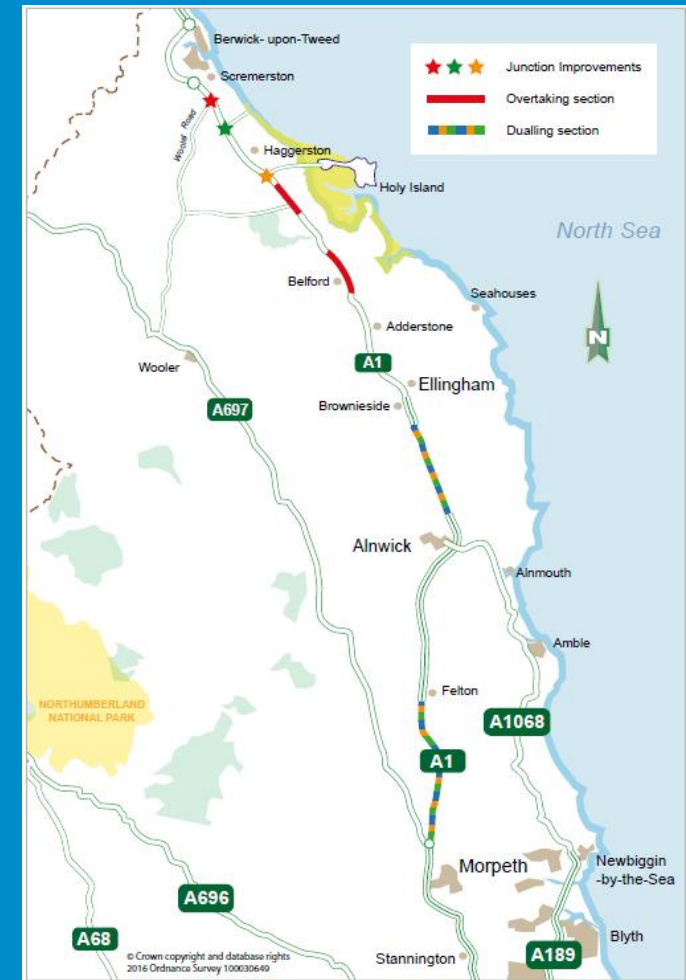 Berwick- upon-Tweed
Scremerston
Junction Improvements
Overtaking section
Dualling section
Wooler Road
Haggerston
Holy Island
North Sea
Belford
Seahouses
N
Adderstone
Wooler
A1
Ellingham
A697
Brownieside
Alnwick
Alnmouth
Amble
Felton
NORTHUMBERLAND
NATIONAL PARK
A1068
A1
Morpeth
Newbiggin
-by-the-Sea
A696
A68
Blyth
Stannington
A189
© Crown copyright and database rights
2016 Ordnance Survey 100030649